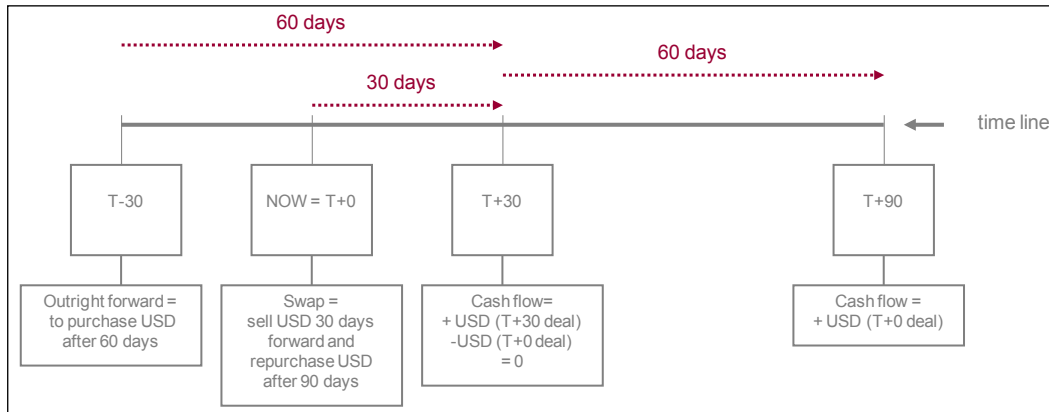 60 days
60 days
30 days
time line
T-30
NOW = T+0
T+30
T+90
Outright forward =
to purchase USD
after 60 days
Swap =
sell USD 30 days
forward and
repurchase USD
after 90 days
Cash flow=
+ USD (T+30 deal)
-USD (T+0 deal)
= 0
Cash flow =
+ USD (T+0 deal)